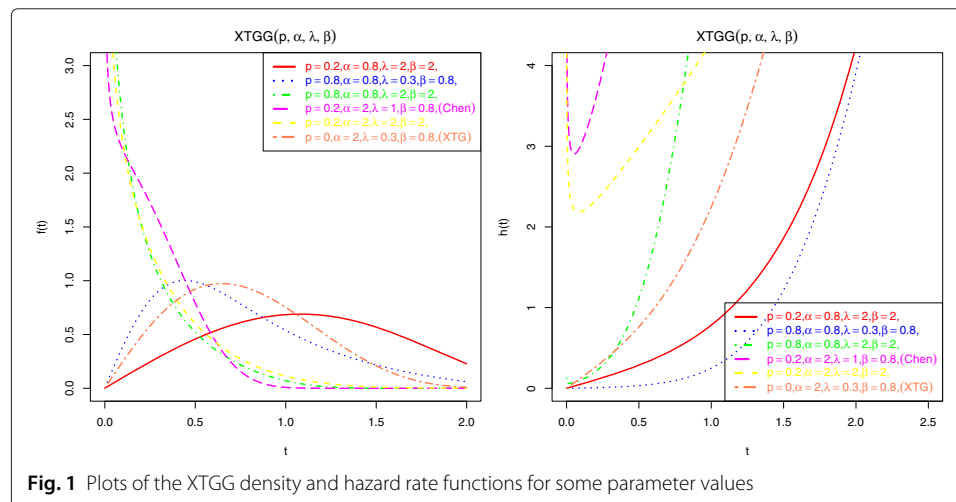 XTGG(p, α, λ, β)
f(t)
3.0
2.5
2.0
1.5
1.0
0.5
0.0
p = 0.2,α = 0.8,λ = 2,β = 2,
p = 0.8,α = 0.8,λ = 0.3,β = 0.8,
p = 0.8,α = 0.8,λ = 2,β = 2,
p = 0.2,α = 2,λ = 1,β = 0.8,(Chen)
p = 0.2,α = 2,λ = 2,β = 2,
p = 0,α = 2,λ = 0.3,β = 0.8,(XTG)
0.0 0.5 1.0 1.5 2.0
t
XTGG(p, α, λ, β)
h(t)
4
3
2
1
0
p = 0.2,α = 0.8,λ = 2,β = 2,
p = 0.8,α = 0.8,λ = 0.3,β = 0.8,
p = 0.8,α = 0.8,λ = 2,β = 2,
p = 0.2,α = 2,λ = 1,β = 0.8,(Chen)
p = 0.2,α = 2,λ = 2,β = 2,
p = 0,α = 2,λ = 0.3,β = 0.8,(XTG)
0.0 0.5 1.0 1.5 2.0 2.5
t
Fig. 1 Plots of the XTGG density and hazard rate functions for some parameter values